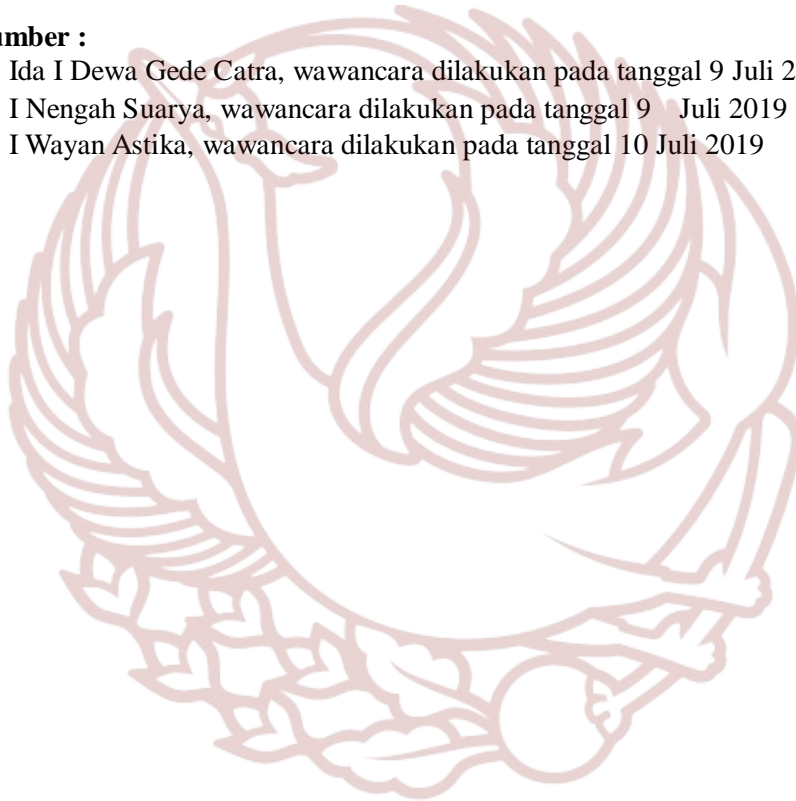 umber :
Ida I Dewa Gede Catra, wawancara dilakukan pada tanggal 9 Juli 2
I Nengah Suarya, wawancara dilakukan pada tanggal 9 Juli 2019
I Wayan Astika, wawancara dilakukan pada tanggal 10 Juli 2019